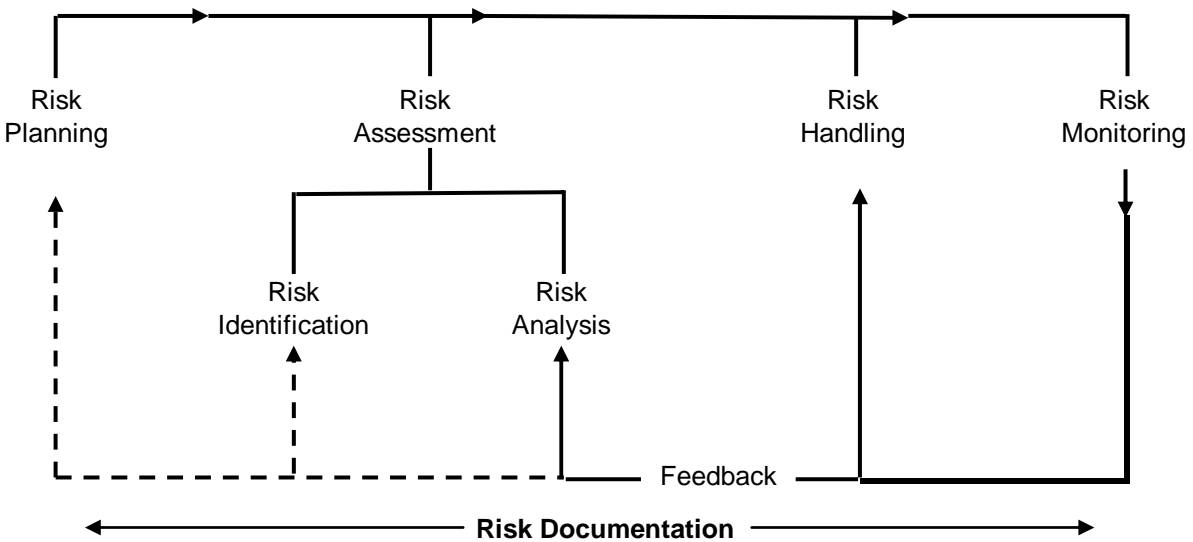 Risk
Planning
Risk
Assessment
Risk
Handling
Risk
Monitoring
Risk
Identification
Risk
Analysis
Feedback
Risk Documentation